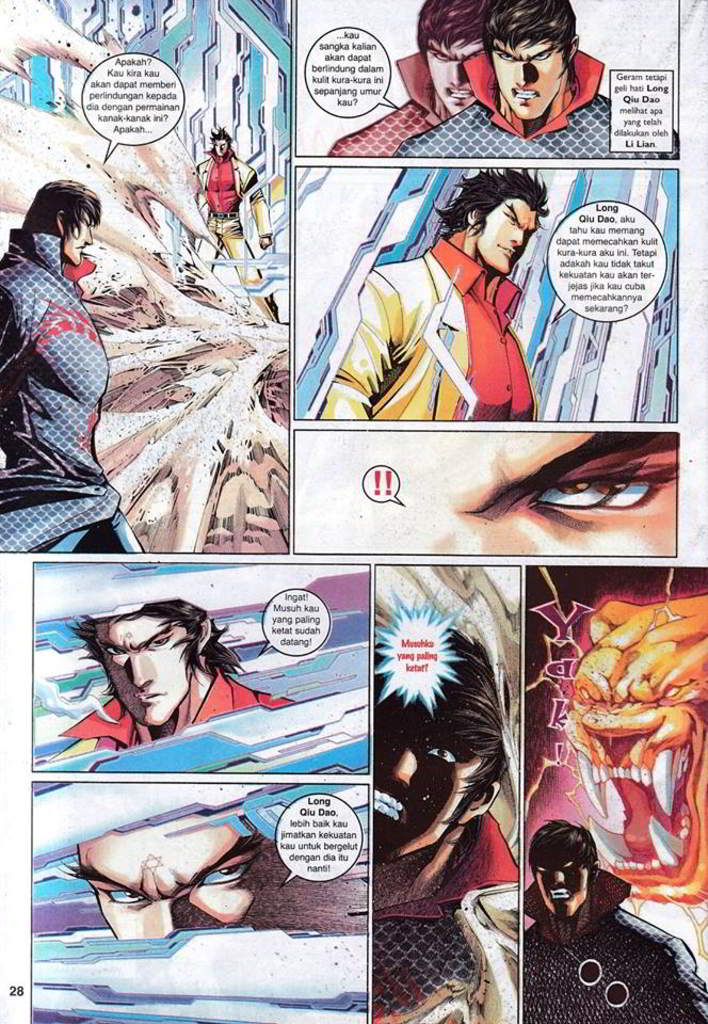 Apakah?
Kau kira kau
akan dapat memberi
perlindungan kepada
dia dengan permainan
kanak-kanak ini?
Apakah...
...kau
sangka kalian
akan dapat
berlindung dalam
kulit kura-kura ini
sepanjang umur
kau?
Geram tetapi
geli hati Long
Qiu Dao
melihat apa
yang telah
dilakukan oleh
Li Lian.
Long
Qiu Dao, aku
tahu kau memang
dapat memecahkan kulit
kura-kura aku ini. Tetapi
adakah kau tidak takut
kekuatan kau akan ter-
jejas jika kau cuba
memecahkannya
sekarang?
!!
Ingat!
Musuh kau
yang paling
ketat sudah
datang!
Long
Qiu Dao,
lebih baik kau
jimatkan kekuatan
kau untuk bergelut
dengan dia itu
nanti!
Musuhku
yang paling
ketat?
Yakk!
28